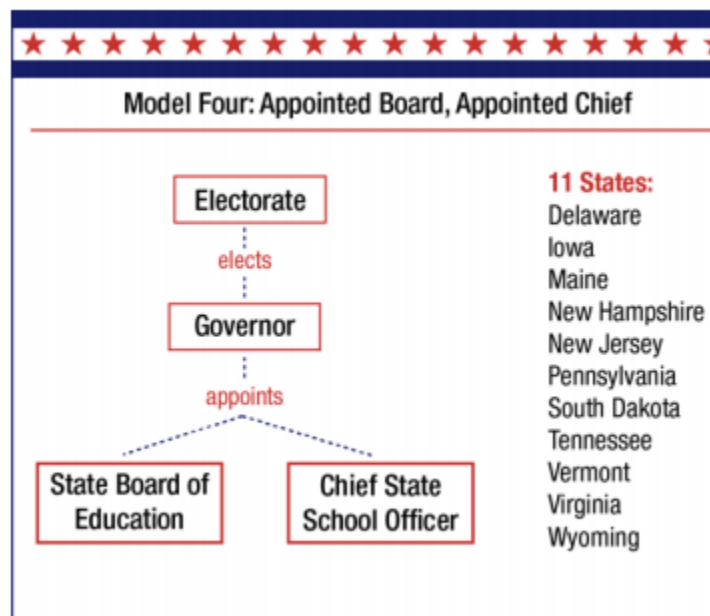 Model Four: Appointed Board, Appointed Chief
Electorate
elects
Governor
appoints
State Board of
Education
Chief State
School Officer
11 States:
Delaware
Iowa
Maine
New Hampshire
New Jersey
Pennsylvania
South Dakota
Tennessee
Vermont
Virginia
Wyoming